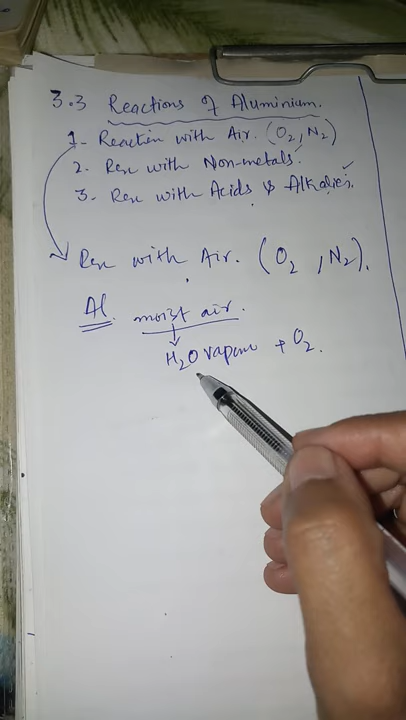 3.3 Reactions of Aluminium.
1- Reaction with Air. (O2, N2)
2. Rxn with Non-metals.
3- Rxn with Acids & Alkalies.
Rxn with Air. (O2, N2).
Al. moist air.
H2O vapour + O2.